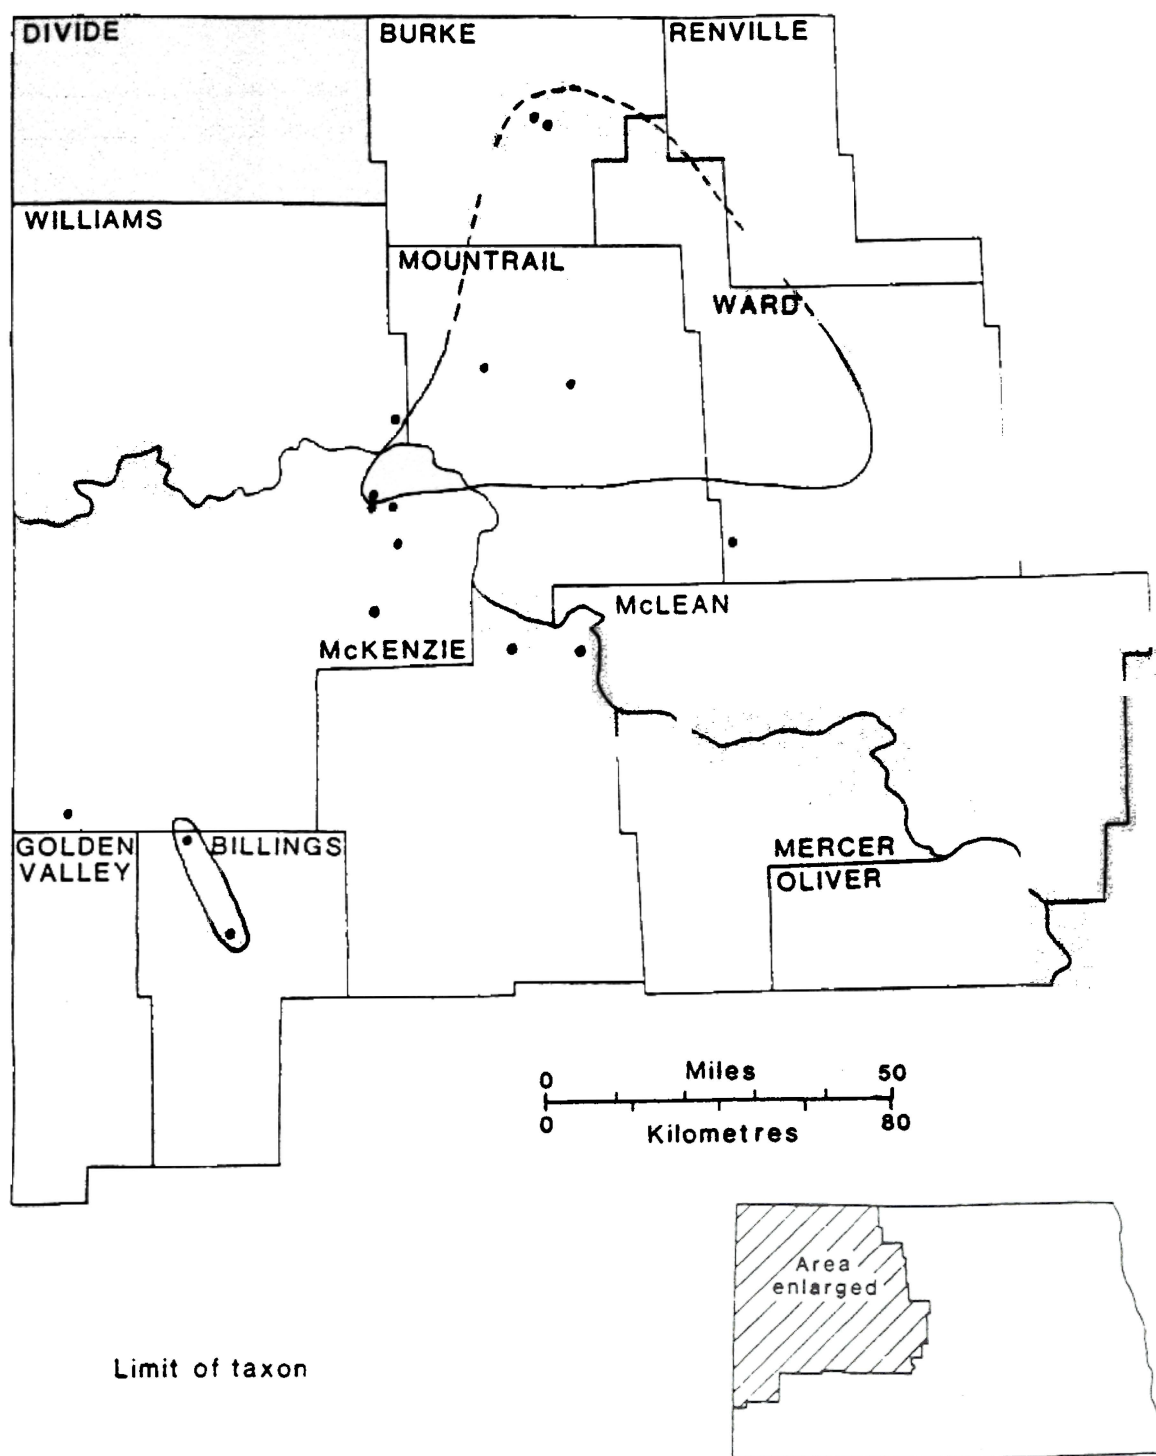 DIVIDE
BURKE
RENVILLE
WILLIAMS
MOUNTRAIL
WARD
McLEAN
McKENZIE
GOLDEN
VALLEY
BILLINGS
MERCER
OLIVER
Miles
0 50
0 80
Kilometres
Area
enlarged
Limit of taxon